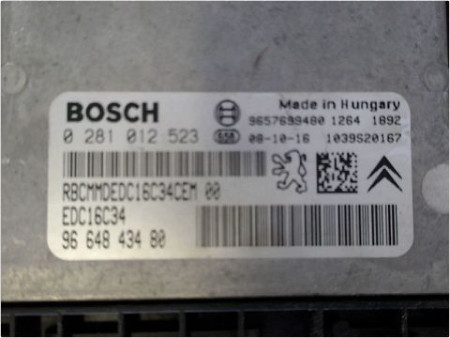 BOSCH
Made in Hungary
9657699480 1264 1892
0 281 012 523
08-10-16 1039S20167
RBCMMDEDC16C34CEM 00
EDC16C34
96 648 434 80